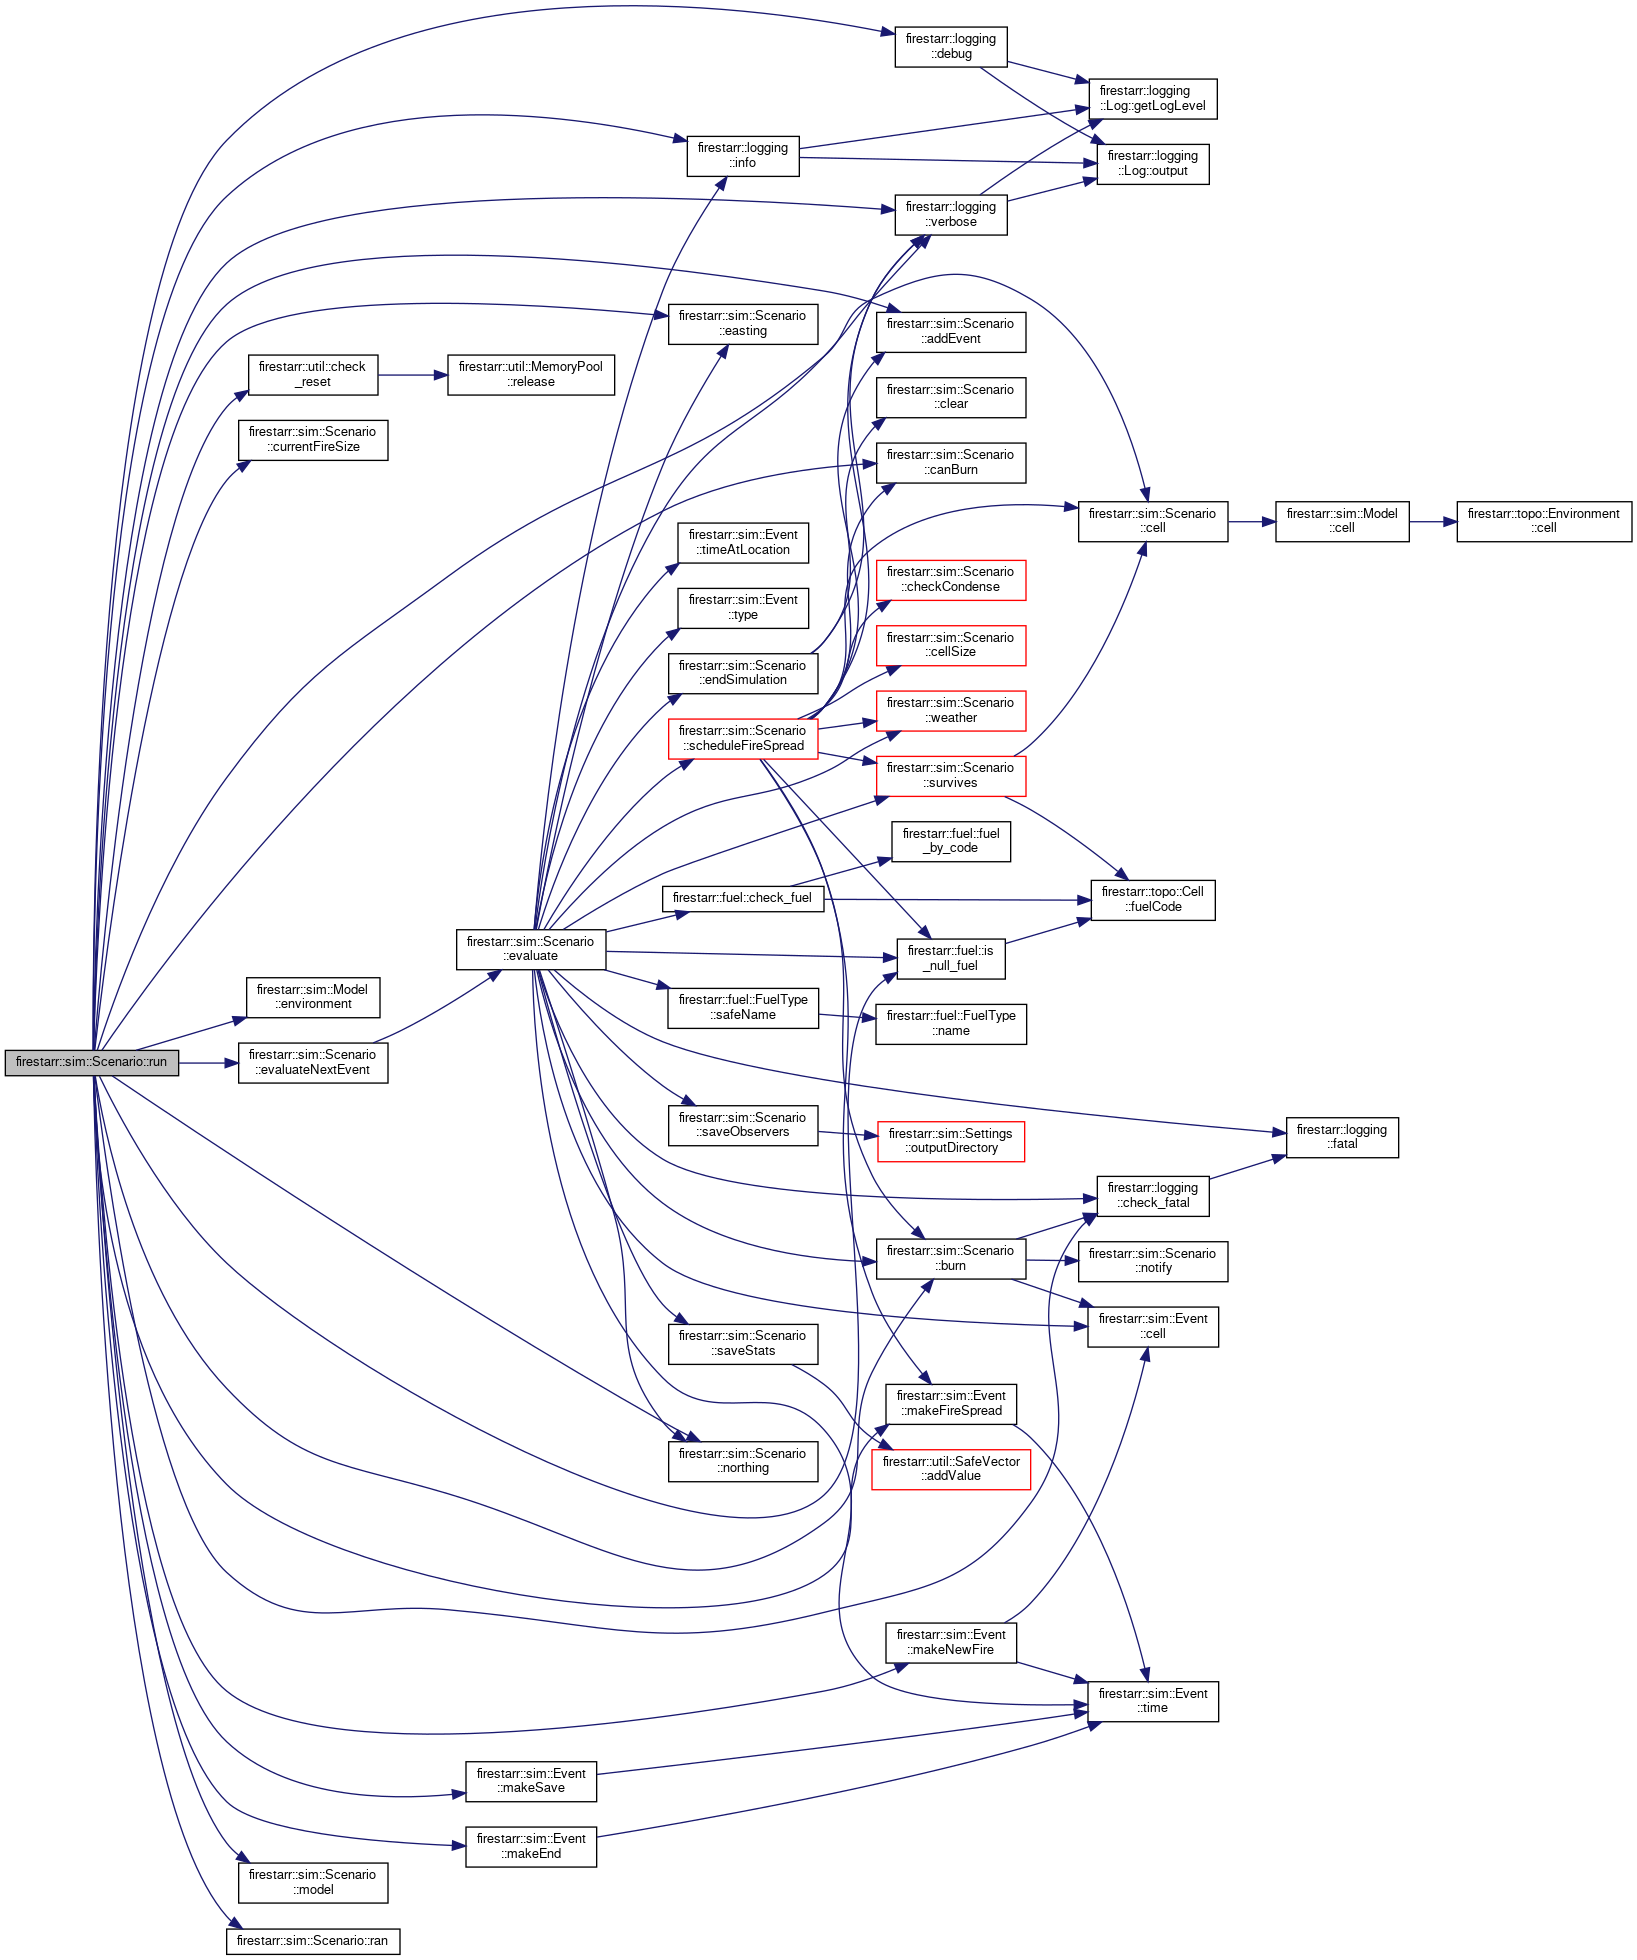 firestarr::sim::Scenario::run
firestarr::logging
::debug
firestarr::logging
::Log::getLogLevel
firestarr::logging
::Log::output
firestarr::logging
::info
firestarr::logging
::verbose
firestarr::sim::Scenario
::addEvent
firestarr::sim::Scenario
::easting
firestarr::util::check
_reset
firestarr::util::MemoryPool
::release
firestarr::sim::Scenario
::clear
firestarr::sim::Scenario
::currentFireSize
firestarr::sim::Scenario
::canBurn
firestarr::sim::Scenario
::cell
firestarr::sim::Model
::cell
firestarr::topo::Environment
::cell
firestarr::sim::Event
::timeAtLocation
firestarr::sim::Scenario
::checkCondense
firestarr::sim::Event
::type
firestarr::sim::Scenario
::cellSize
firestarr::sim::Scenario
::endSimulation
firestarr::sim::Scenario
::weather
firestarr::sim::Scenario
::scheduleFireSpread
firestarr::sim::Scenario
::survives
firestarr::fuel::fuel
_by_code
firestarr::fuel::check_fuel
firestarr::topo::Cell
::fuelCode
firestarr::sim::Scenario
::evaluate
firestarr::fuel::is
_null_fuel
firestarr::sim::Model
::environment
firestarr::fuel::FuelType
::safeName
firestarr::fuel::FuelType
::name
firestarr::sim::Scenario
::evaluateNextEvent
firestarr::sim::Scenario
::saveObservers
firestarr::sim::Settings
::outputDirectory
firestarr::logging
::fatal
firestarr::logging
::check_fatal
firestarr::sim::Scenario
::burn
firestarr::sim::Scenario
::notify
firestarr::sim::Event
::cell
firestarr::sim::Scenario
::saveStats
firestarr::sim::Event
::makeFireSpread
firestarr::sim::Scenario
::northing
firestarr::util::SafeVector
::addValue
firestarr::sim::Event
::makeNewFire
firestarr::sim::Event
::time
firestarr::sim::Event
::makeSave
firestarr::sim::Event
::makeEnd
firestarr::sim::Scenario
::model
firestarr::sim::Scenario::ran